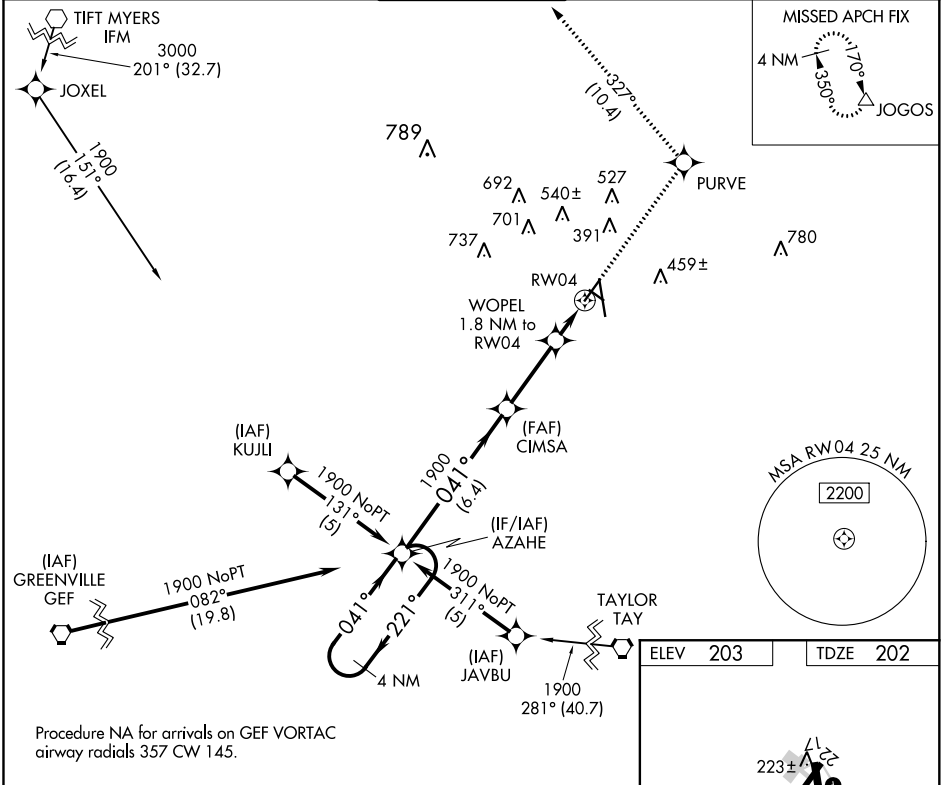 TIFT MYERS
IFM
3000
201° (32.7)
JOXEL
1900
151°
(16.4)
327°
(10.4)
MISSED APCH FIX
4 NM
170°
350°
JOGOS
789
PURVE
692
540±
527
701
391
737
780
459±
RW04
WOPEL
1.8 NM to
RW04
(FAF)
CIMSA
(IAF)
KUJLI
1900 NoPT
131°
(5)
1900
041°
(6.4)
MSA RW04 25 NM
2200
(IF/IAF)
AZAHE
(IAF)
GREENVILLE
GEF
1900 NoPT
082°
(19.8)
1900 NoPT
311°
(5)
041°
221°
4 NM
(IAF)
JAVBU
TAYLOR
TAY
1900
281° (40.7)
ELEV 203
TDZE 202
Procedure NA for arrivals on GEF VORTAC
airway radials 357 CW 145.
223±